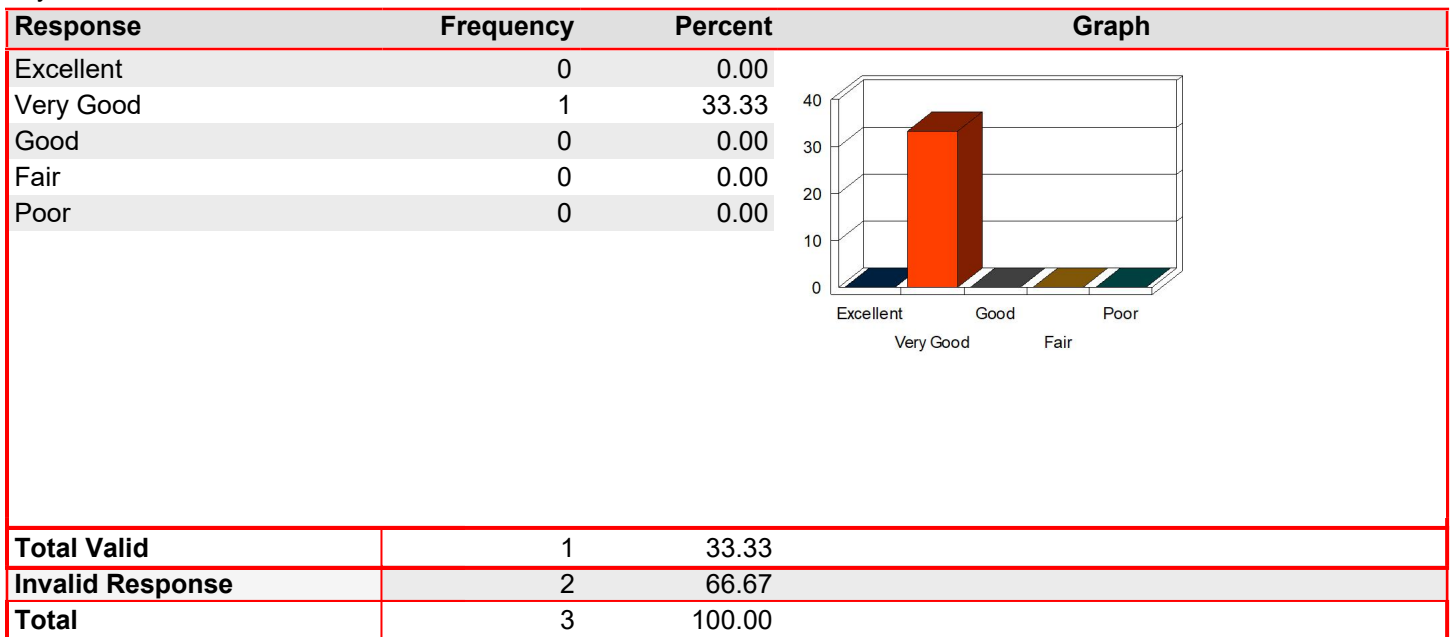 Response Frequency Percent Graph
Excellent 0 0.00
Very Good 1 33.33
Good 0 0.00
Fair 0 0.00
Poor 0 0.00
40
30
20
10
0
Excellent Good Poor
Very Good Fair
Total Valid 1 33.33
Invalid Response 2 66.67
Total 3 100.00